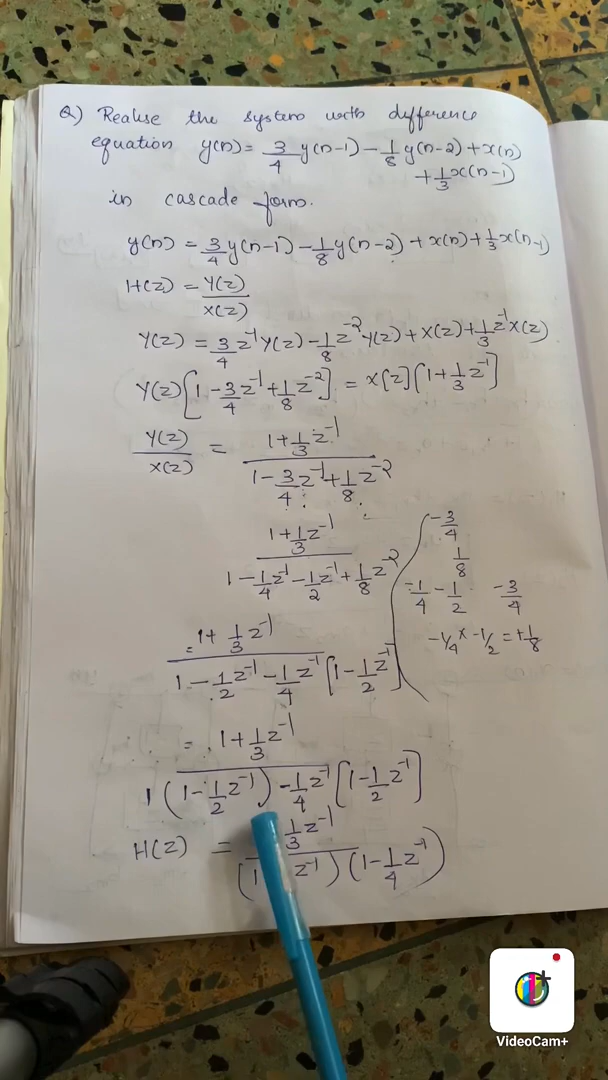 Q) Realise the system with difference
equation y(n) = 3/4 y(n-1) - 1/8 y(n-2) + x(n)
+ 1/3 x(n-1)
in cascade form.
y(n) = 3/4 y(n-1) - 1/8 y(n-2) + x(n) + 1/3 x(n-1
H(z) = Y(z)/X(z)
Y(z) = 3/4 z^-1 Y(z) - 1/8 z^-2 Y(z) + X(z) + 1/3 z^-1 X(z)
Y(z) [1 - 3/4 z^-1 + 1/8 z^-2] = X[z] [1 + 1/3 z^-1]
Y(z)/X(z) = 1 + 1/3 z^-1 / 1 - 3/4 z^-1 + 1/8 z^-2
1 + 1/3 z^-1 / 1 - 1/4 z^-1 - 1/2 z^-1 + 1/8 z^-2
-3/4
1/8
-1/4 - 1/2 -3/4
-1/4 x -1/2 = +1/8
= 1 + 1/3 z^-1 / 1 - 1/2 z^-1 - 1/4 z^-1 [1 - 1/2 z^-1]
= 1 + 1/3 z^-1 / 1 (1 - 1/2 z^-1) - 1/4 z^-1 [1 - 1/2 z^-1]
H(z) = 1/3 z^-1 / (1 z^-1) (1 - 1/4 z^-1)
VideoCam+